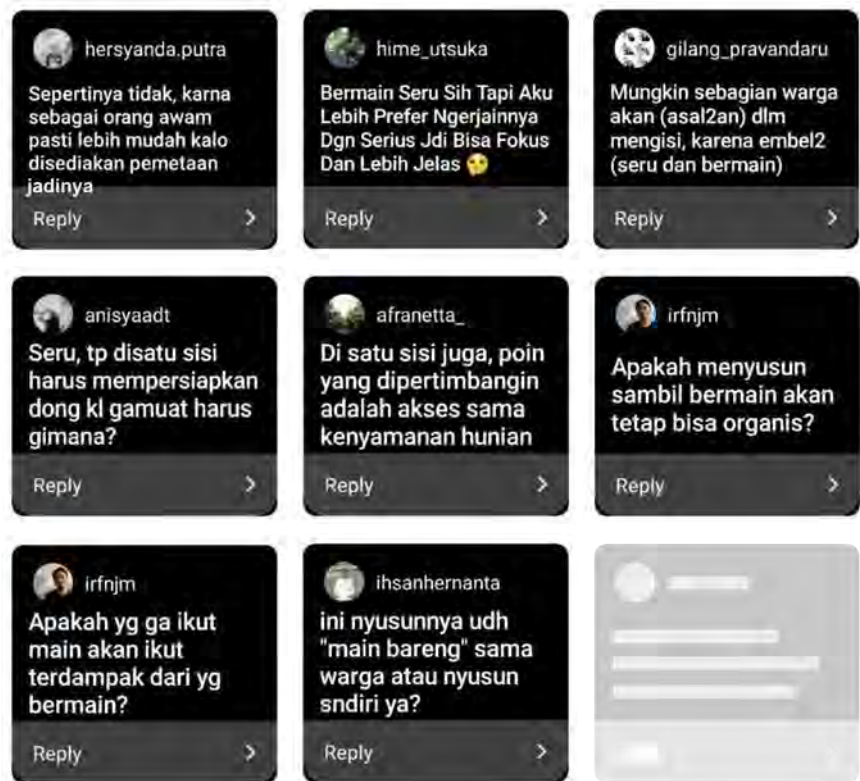 hersyanda.putra
Sepertinya tidak, karna
sebagai orang awam
pasti lebih mudah kalo
disediakan pemetaan
jadinya
Reply
hime_utsuka
Bermain Seru Sih Tapi Aku
Lebih Prefer Ngerjainnya
Dgn Serius Jdi Bisa Fokus
Dan Lebih Jelas 🤔
Reply
gilang_pravandaru
Mungkin sebagian warga
akan (asal2an) dlm
mengisi, karena embel2
(seru dan bermain)
Reply
anisyaadt
Seru, tp disatu sisi
harus mempersiapkan
dong kl gamuat harus
gimana?
Reply
afranetta_
Di satu sisi juga, poin
yang dipertimbangin
adalah akses sama
kenyamanan hunian
Reply
irfnjm
Apakah menyusun
sambil bermain akan
tetap bisa organis?
Reply
irfnjm
Apakah yg ga ikut
main akan ikut
terdampak dari yg
bermain?
Reply
ihsanhernanta
ini nyusunnya udh
"main bareng" sama
warga atau nyusun
sndiri ya?
Reply